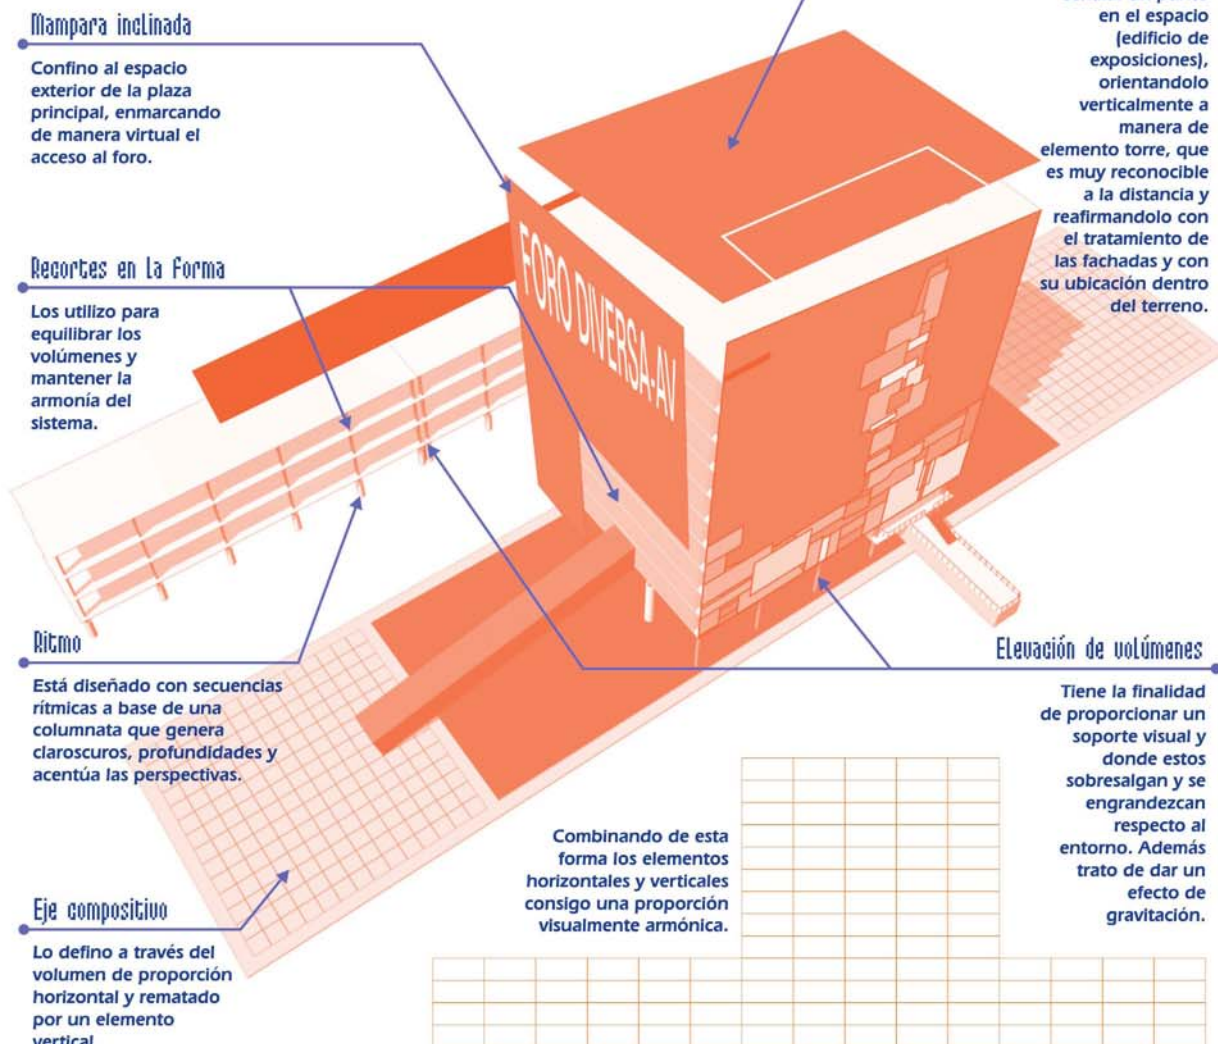 Mampara inclinada
Confino al espacio
exterior de la plaza
principal, enmarcando
de manera virtual el
acceso al foro.
en el espacio
(edificio de
exposiciones),
orientandolo
verticalmente a
manera de
elemento torre, que
es muy reconocible
a la distancia y
reafirmandolo con
el tratamiento de
las fachadas y con
su ubicación dentro
del terreno.
FORO DIVERSA-AV
Recortes en la forma
Los utilizo para
equilibrar los
volúmenes y
mantener la
armonía del
sistema.
Ritmo
Está diseñado con secuencias
rítmicas a base de una
columnata que genera
claroscuros, profundidades y
acentúa las perspectivas.
Elevación de volúmenes
Tiene la finalidad
de proporcionar un
soporte visual y
donde estos
sobresalgan y se
engrandezcan
respecto al
entorno. Además
trato de dar un
efecto de
gravitación.
Combinando de esta
forma los elementos
horizontales y verticales
consigo una proporción
visualmente armónica.
Eje compositivo
Lo defino a través del
volumen de proporción
horizontal y rematado
por un elemento
vertical